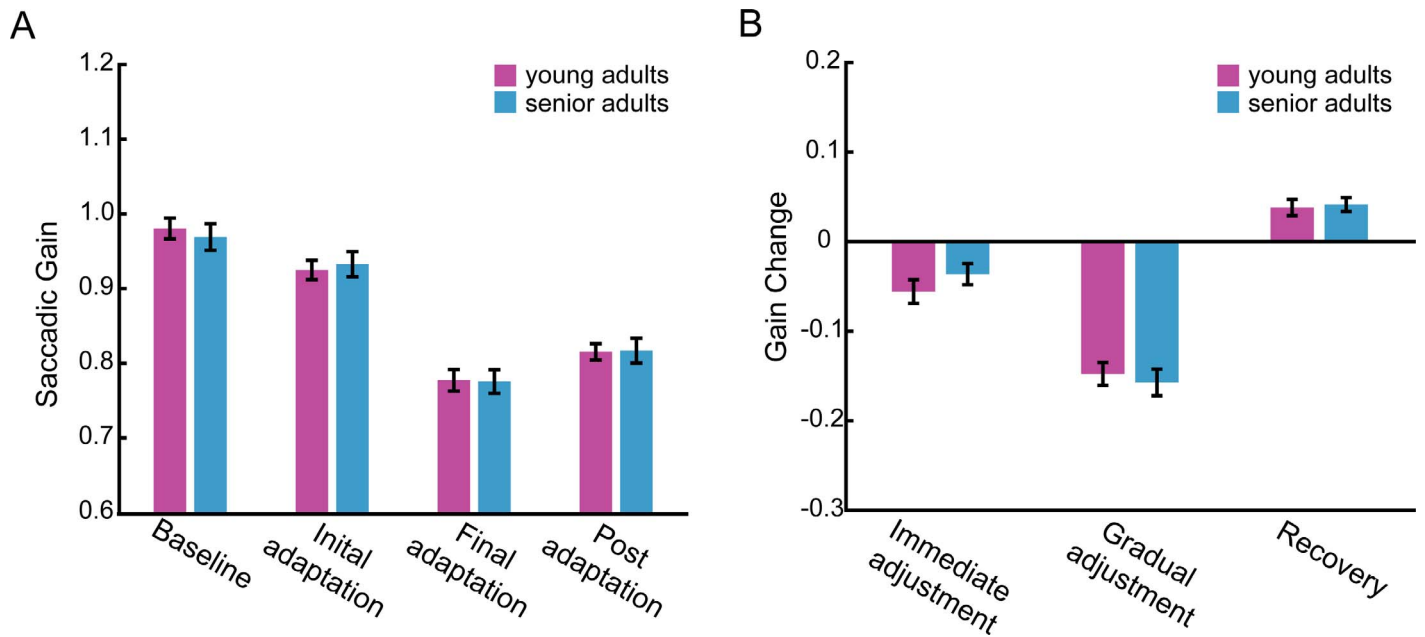 A
1.2
1.1
1.0
0.9
0.8
0.7
0.6
Saccadic Gain
young adults
senior adults
Baseline
Inital
adaptation
Final
adaptation
Post
adaptation
B
0.2
0.1
0
-0.1
-0.2
-0.3
Gain Change
young adults
senior adults
Immediate
adjustment
Gradual
adjustment
Recovery